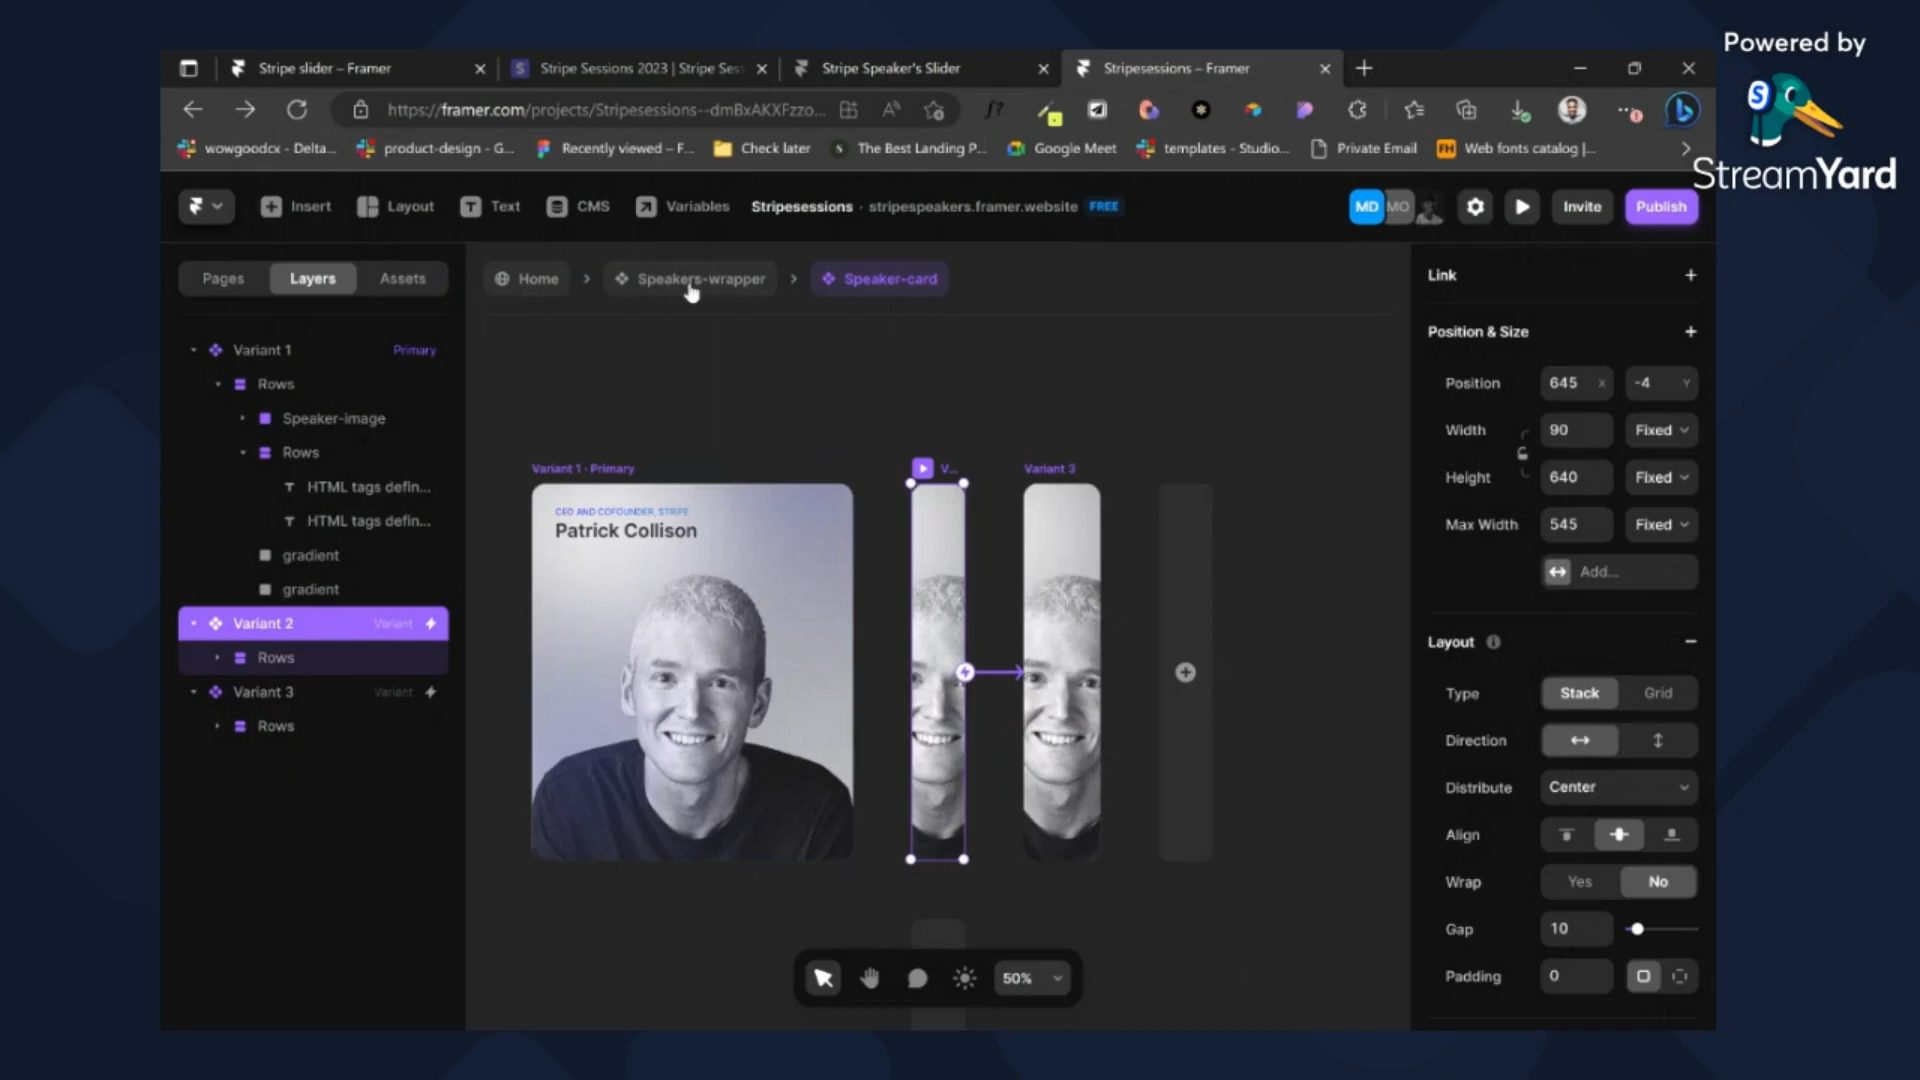 Powered by
StreamYard
Stripe slider – Framer
Stripe Sessions 2023 | Stripe Ses
Stripe Speaker's Slider
Stripesessions – Framer
https://framer.com/projects/Stripesessions--dmBxAKXFzzo...
wowgoodcx - Delta...
product-design - G...
Recently viewed – F...
Check later
The Best Landing P...
Google Meet
templates - Studio...
Private Email
Web fonts catalog |...
Insert
Layout
Text
CMS
Variables
Stripesessions · stripespeakers.framer.website FREE
MD
MO
Invite
Publish
Pages
Layers
Assets
Home
Speakers-wrapper
Speaker-card
Variant 1 Primary
Rows
Speaker-image
Rows
HTML tags defin...
HTML tags defin...
gradient
gradient
Variant 2 Variant
Rows
Variant 3 Variant
Rows
Variant 1 · Primary
V...
Variant 3
CEO AND COFOUNDER, STRIPE
Patrick Collison
50%
Link
Position & Size
Position 645 X -4 Y
Width 90 Fixed
Height 640 Fixed
Max Width 545 Fixed
Add...
Layout
Type Stack Grid
Direction
Distribute Center
Align
Wrap Yes No
Gap 10
Padding 0